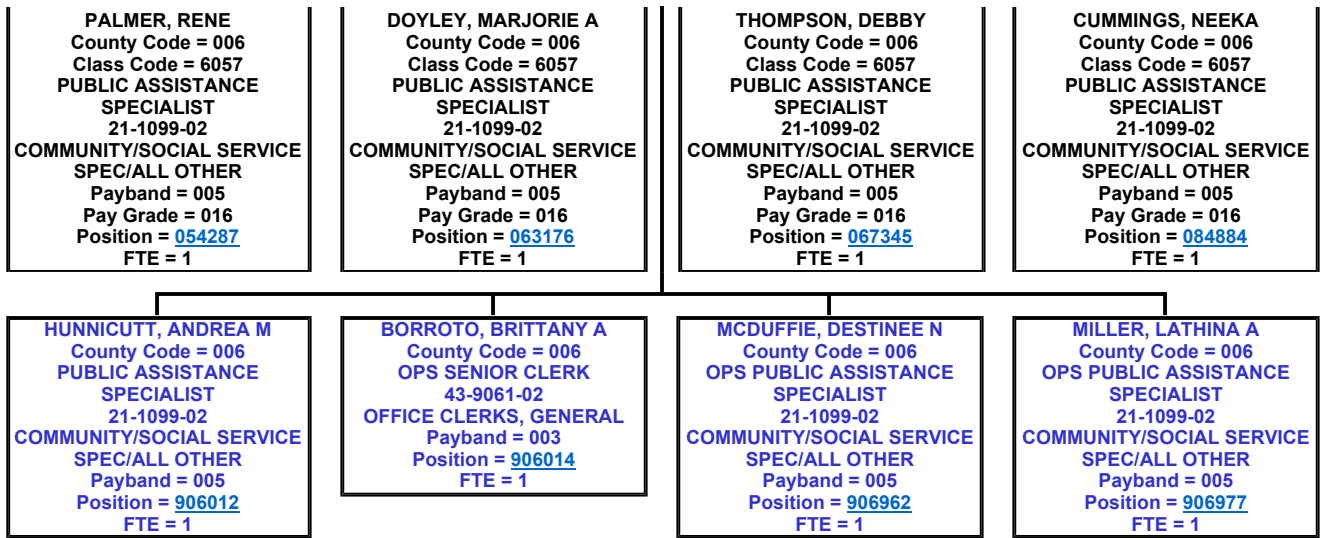 PALMER, RENE
County Code = 006
Class Code = 6057
PUBLIC ASSISTANCE
SPECIALIST
21-1099-02
COMMUNITY/SOCIAL SERVICE
SPEC/ALL OTHER
Payband = 005
Pay Grade = 016
Position = 054287
FTE = 1
DOYLEY, MARJORIE A
County Code = 006
Class Code = 6057
PUBLIC ASSISTANCE
SPECIALIST
21-1099-02
COMMUNITY/SOCIAL SERVICE
SPEC/ALL OTHER
Payband = 005
Pay Grade = 016
Position = 063176
FTE = 1
THOMPSON, DEBBY
County Code = 006
Class Code = 6057
PUBLIC ASSISTANCE
SPECIALIST
21-1099-02
COMMUNITY/SOCIAL SERVICE
SPEC/ALL OTHER
Payband = 005
Pay Grade = 016
Position = 067345
FTE = 1
CUMMINGS, NEEKA
County Code = 006
Class Code = 6057
PUBLIC ASSISTANCE
SPECIALIST
21-1099-02
COMMUNITY/SOCIAL SERVICE
SPEC/ALL OTHER
Payband = 005
Pay Grade = 016
Position = 084884
FTE = 1
HUNNICUTT, ANDREA M
County Code = 006
PUBLIC ASSISTANCE
SPECIALIST
21-1099-02
COMMUNITY/SOCIAL SERVICE
SPEC/ALL OTHER
Payband = 005
Position = 906012
FTE = 1
BORROTO, BRITTANY A
County Code = 006
OPS SENIOR CLERK
43-9061-02
OFFICE CLERKS, GENERAL
Payband = 003
Position = 906014
FTE = 1
MCDUFFIE, DESTINEE N
County Code = 006
OPS PUBLIC ASSISTANCE
SPECIALIST
21-1099-02
COMMUNITY/SOCIAL SERVICE
SPEC/ALL OTHER
Payband = 005
Position = 906962
FTE = 1
MILLER, LATHINA A
County Code = 006
OPS PUBLIC ASSISTANCE
SPECIALIST
21-1099-02
COMMUNITY/SOCIAL SERVICE
SPEC/ALL OTHER
Payband = 005
Position = 906977
FTE = 1